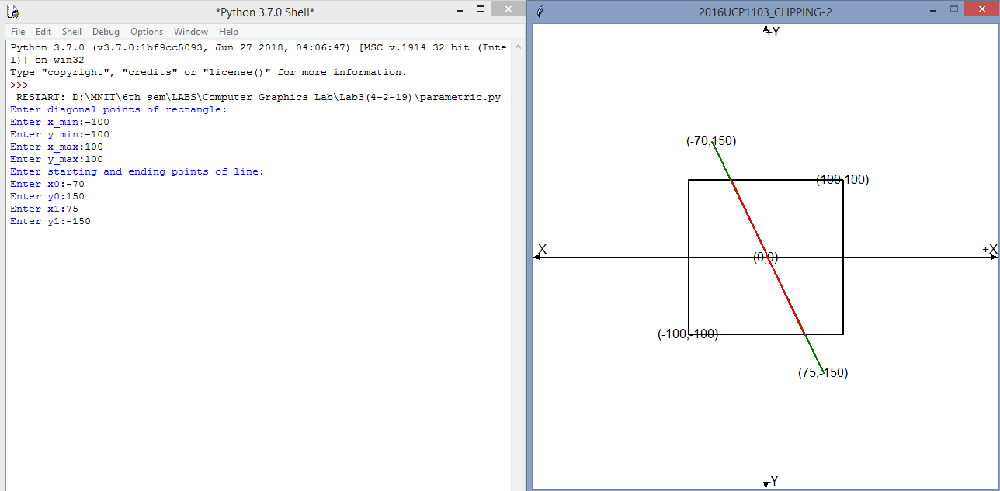 *Python 3.7.0 Shell*
File Edit Shell Debug Options Window Help
Python 3.7.0 (v3.7.0:1bf9cc5093, Jun 27 2018, 04:06:47) [MSC v.1914 32 bit (Inte
l)] on win32
Type "copyright", "credits" or "license()" for more information.
>>>
RESTART: D:\MNIT\6th sem\LABS\Computer Graphics Lab\Lab3(4-2-19)\parametric.py
Enter diagonal points of rectangle:
Enter x_min:-100
Enter y_min:-100
Enter x_max:100
Enter y_max:100
Enter starting and ending points of line:
Enter x0:-70
Enter y0:150
Enter x1:75
Enter y1:-150
2016UCP1103_CLIPPING-2
+Y
(-70,150)
(100,100)
-X
+X
(0,0)
(-100,-100)
(75,-150)
-Y